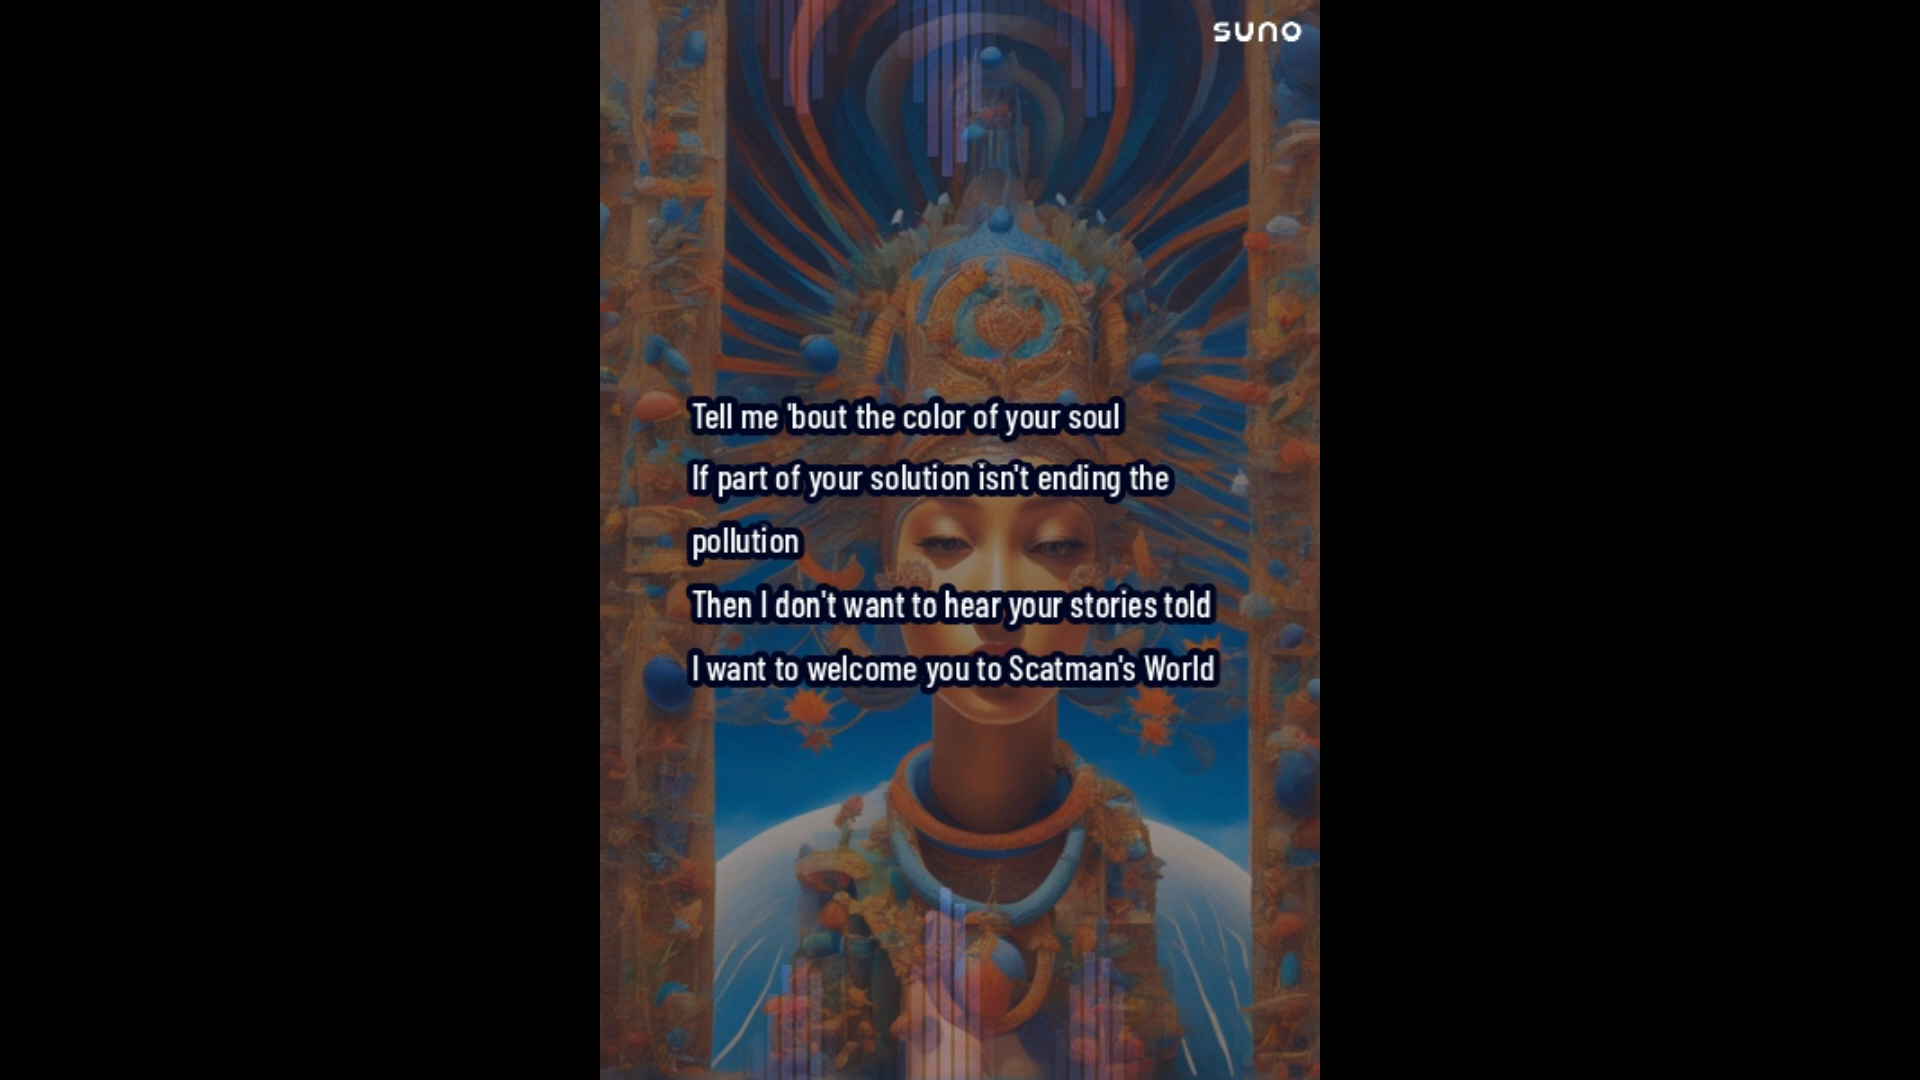 suno
Tell me 'bout the color of your soul
If part of your solution isn't ending the
pollution
Then I don't want to hear your stories told
I want to welcome you to Scatman's World